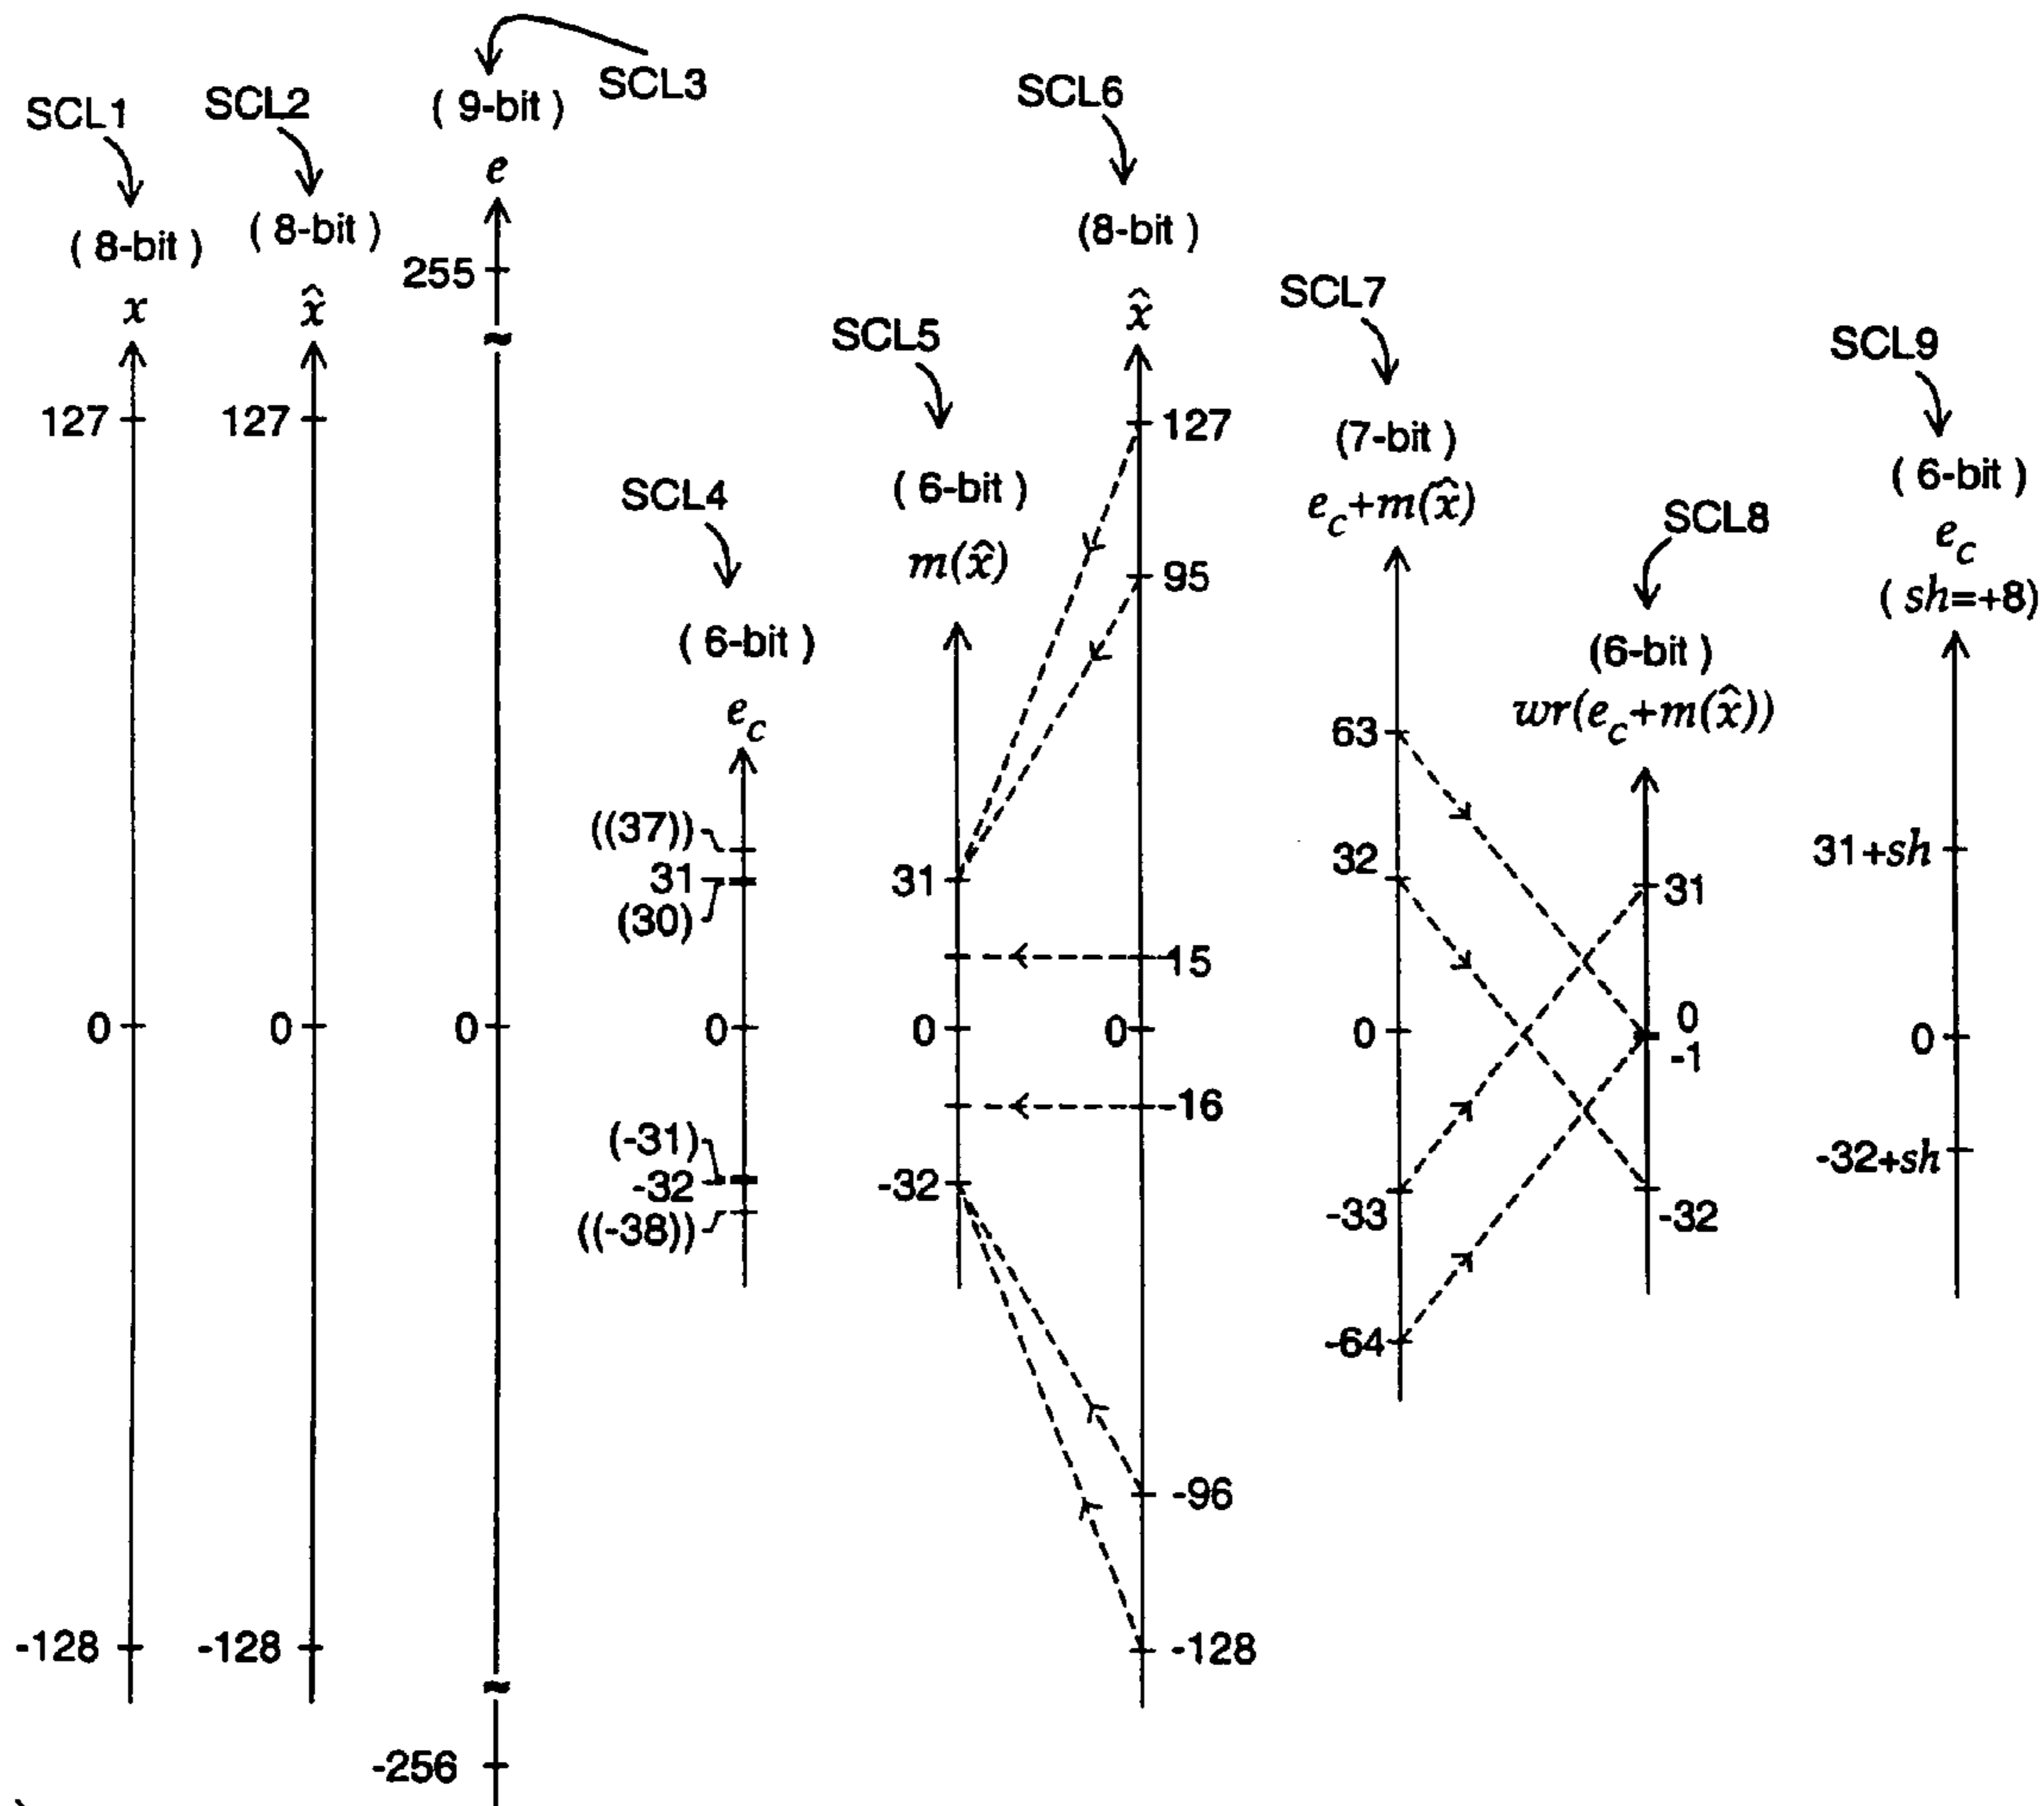 SCL1
( 8-bit )
x
127
0
-128
SCL2
( 8-bit )
x̂
127
0
-128
SCL3
( 9-bit )
e
255
≈
0
≈
-256
SCL4
( 6-bit )
e_c
((37))
31
(30)
0
(-31)
-32
((-38))
SCL5
( 6-bit )
m(x̂)
31
0
-32
SCL6
(8-bit )
x̂
127
95
15
0
-16
-96
-128
SCL7
(7-bit )
e_c+m(x̂)
63
32
0
-33
-64
SCL8
(6-bit )
wr(e_c+m(x̂))
31
0
-1
-32
SCL9
( 6-bit )
e_c
( sh=+8)
31+sh
0
-32+sh